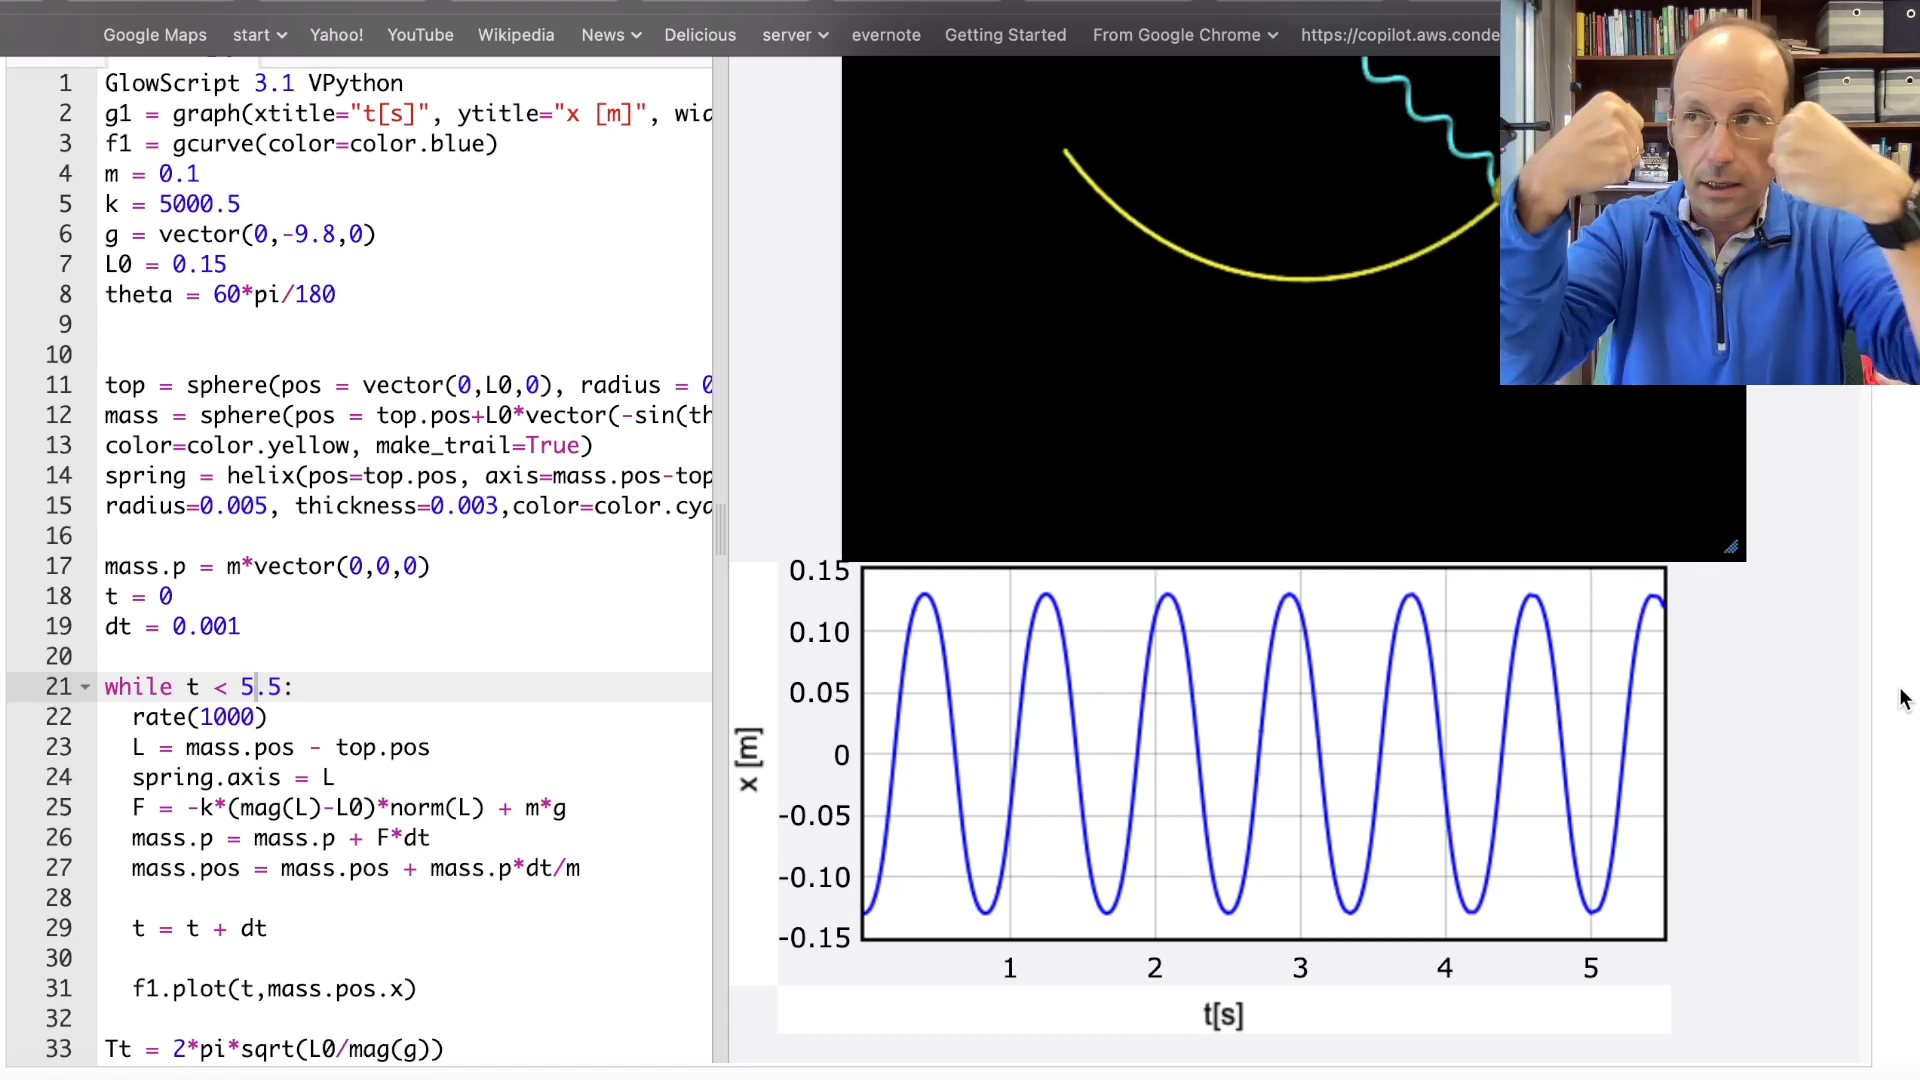 Google Maps start Yahoo! YouTube Wikipedia News Delicious server evernote Getting Started From Google Chrome https://copilot.aws.conde
1 GlowScript 3.1 VPython
2 g1 = graph(xtitle="t[s]", ytitle="x [m]", wid
3 f1 = gcurve(color=color.blue)
4 m = 0.1
5 k = 5000.5
6 g = vector(0,-9.8,0)
7 L0 = 0.15
8 theta = 60*pi/180
9
10
11 top = sphere(pos = vector(0,L0,0), radius = 0
12 mass = sphere(pos = top.pos+L0*vector(-sin(th
13 color=color.yellow, make_trail=True)
14 spring = helix(pos=top.pos, axis=mass.pos-top
15 radius=0.005, thickness=0.003,color=color.cya
16
17 mass.p = m*vector(0,0,0)
18 t = 0
19 dt = 0.001
20
21 while t < 5.5:
22 rate(1000)
23 L = mass.pos - top.pos
24 spring.axis = L
25 F = -k*(mag(L)-L0)*norm(L) + m*g
26 mass.p = mass.p + F*dt
27 mass.pos = mass.pos + mass.p*dt/m
28
29 t = t + dt
30
31 f1.plot(t,mass.pos.x)
32
33 Tt = 2*pi*sqrt(L0/mag(g))
0.15
0.10
0.05
0
-0.05
-0.10
-0.15
x [m]
1 2 3 4 5
t[s]